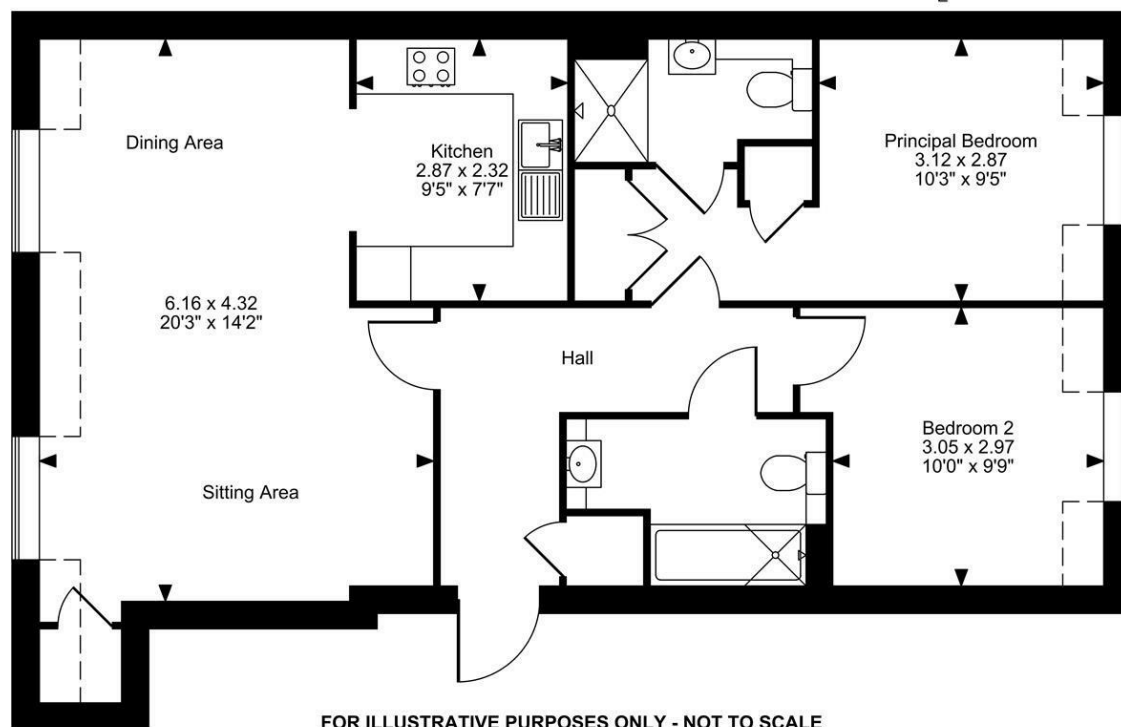 Dining Area
Kitchen
2.87 x 2.32
9'5" x 7'7"
Principal Bedroom
3.12 x 2.87
10'3" x 9'5"
6.16 x 4.32
20'3" x 14'2"
Hall
Bedroom 2
3.05 x 2.97
10'0" x 9'9"
Sitting Area
FOR ILLUSTRATIVE PURPOSES ONLY - NOT TO SCALE